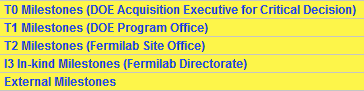 T0 Milestones (DOE Acquisition Executive for Critical Decision)
T1 Milestones (DOE Program Office)
T2 Milestones (Fermilab Site Office)
I3 In-kind Milestones (Fermilab Directorate)
External Milestones